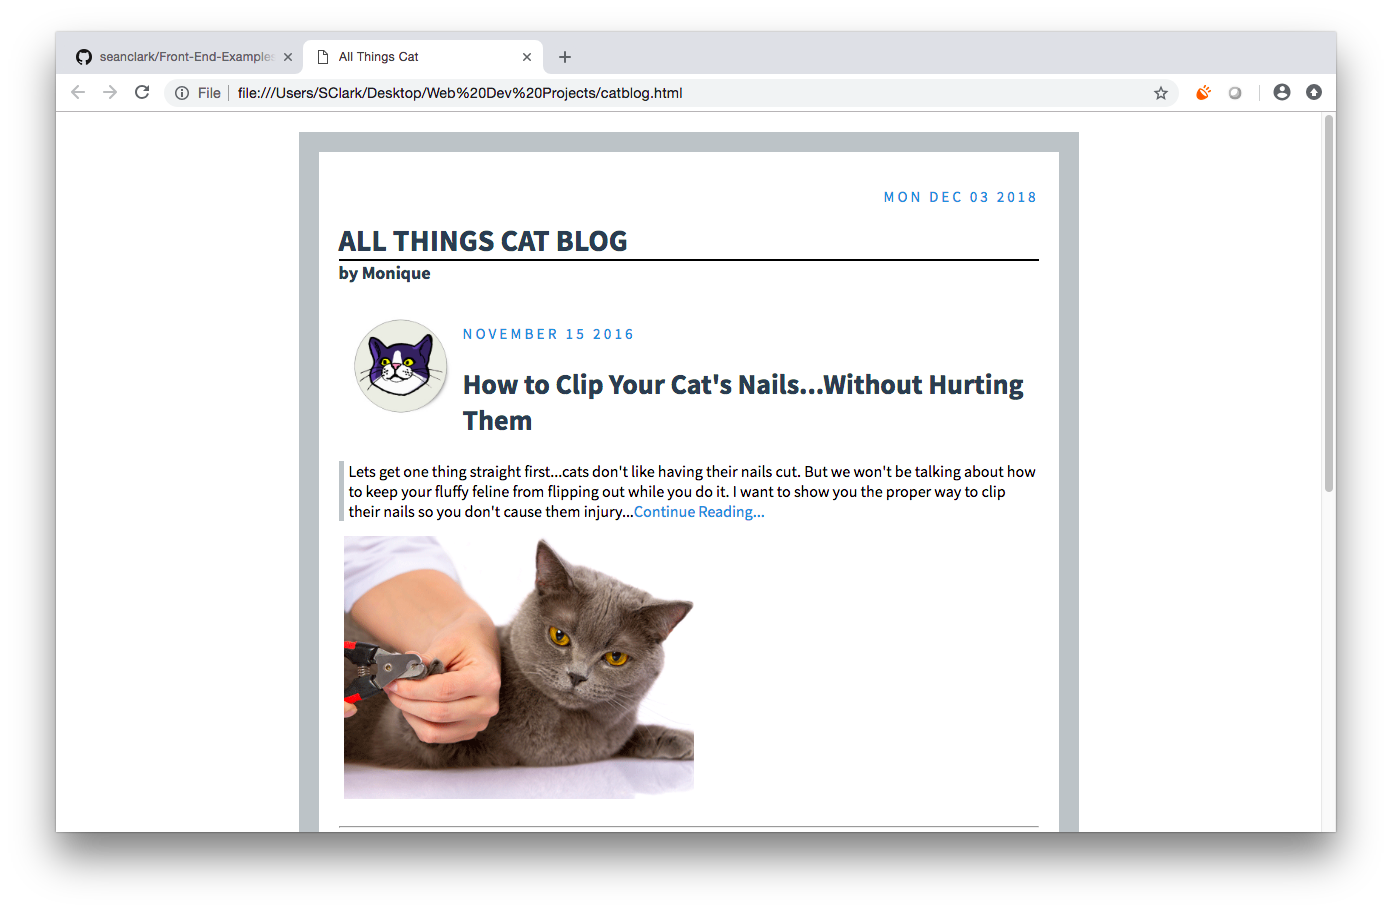 seanclark/Front-End-Examples
All Things Cat
File
file:///Users/SClark/Desktop/Web%20Dev%20Projects/catblog.html
MON DEC 03 2018
ALL THINGS CAT BLOG
by Monique
NOVEMBER 15 2016
How to Clip Your Cat's Nails...Without Hurting
Them
Lets get one thing straight first...cats don't like having their nails cut. But we won't be talking about how
to keep your fluffy feline from flipping out while you do it. I want to show you the proper way to clip
their nails so you don't cause them injury...Continue Reading...